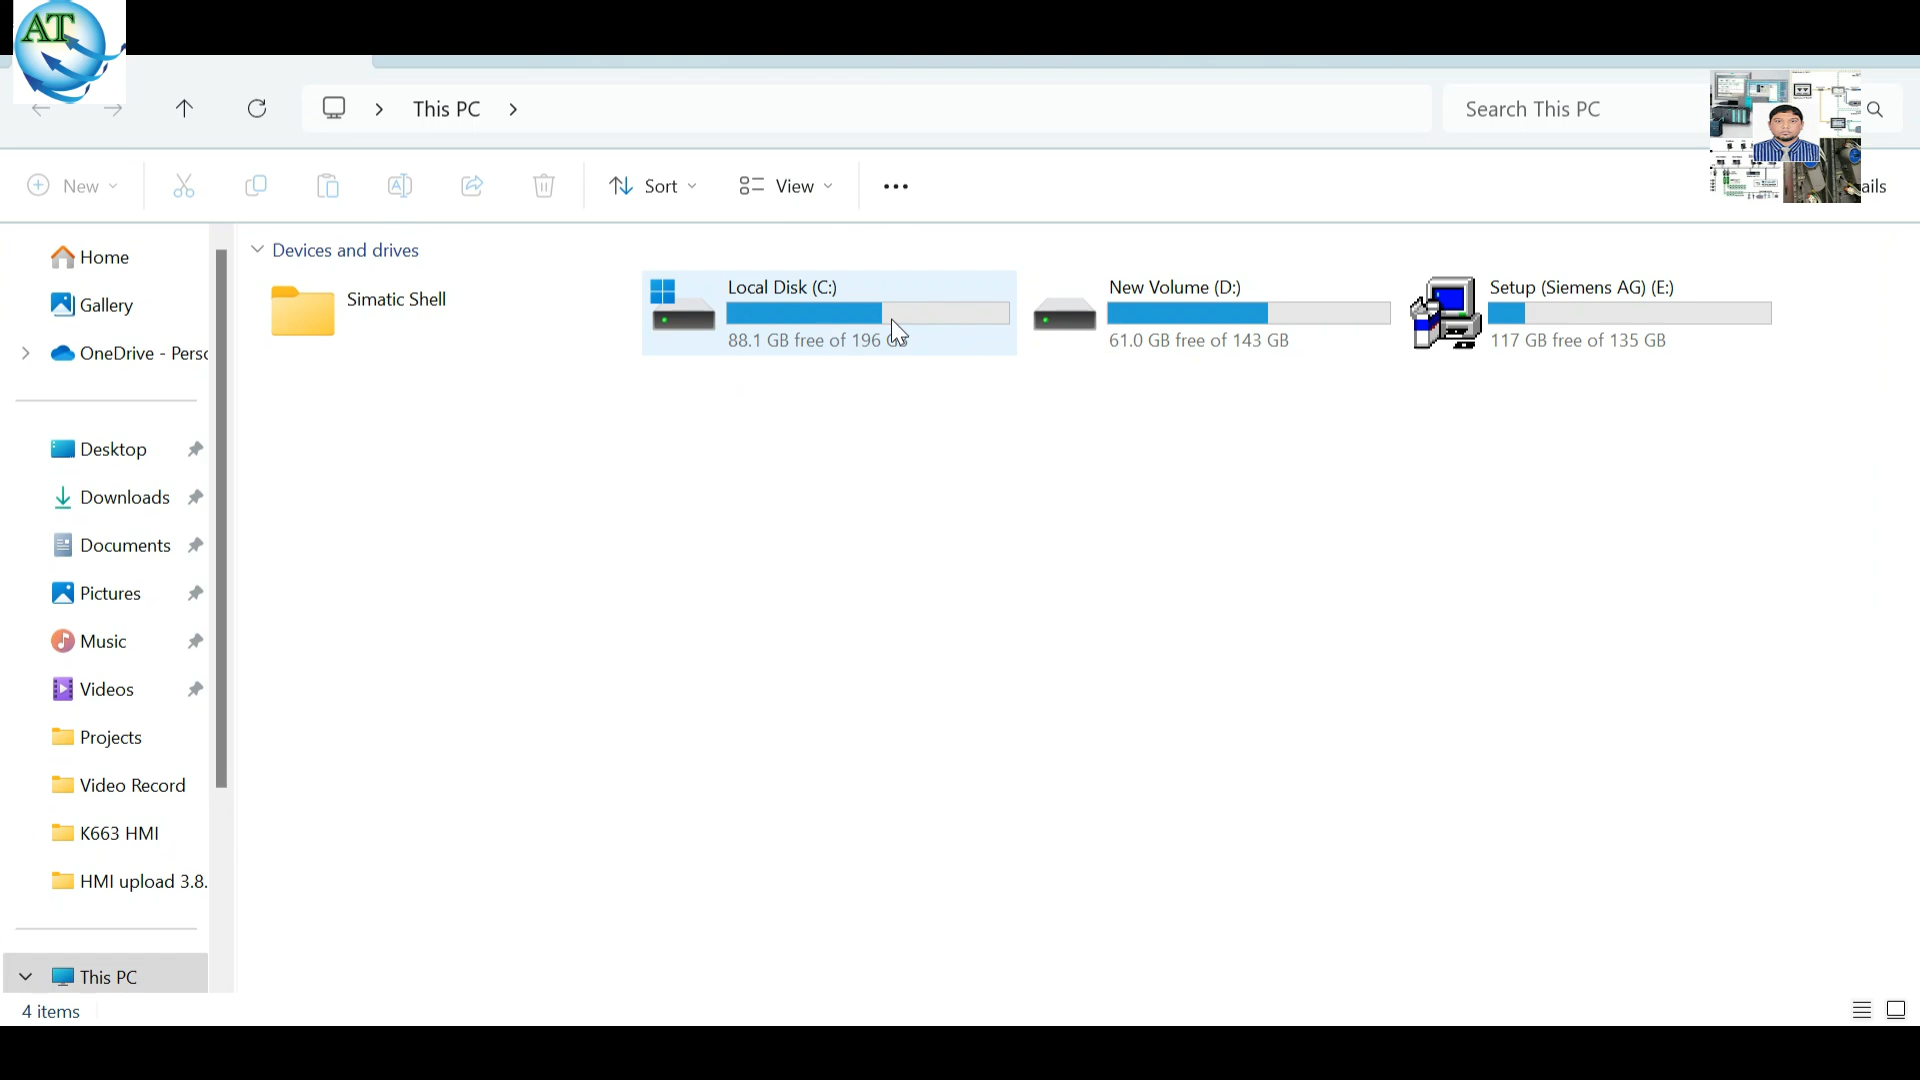 AT
This PC
Search This PC
New
Sort
View
ails
Home
Gallery
OneDrive - Perso
Desktop
Downloads
Documents
Pictures
Music
Videos
Projects
Video Record
K663 HMI
HMI upload 3.8.
This PC
Devices and drives
Simatic Shell
Local Disk (C:)
88.1 GB free of 196 GB
New Volume (D:)
61.0 GB free of 143 GB
Setup (Siemens AG) (E:)
117 GB free of 135 GB
4 items